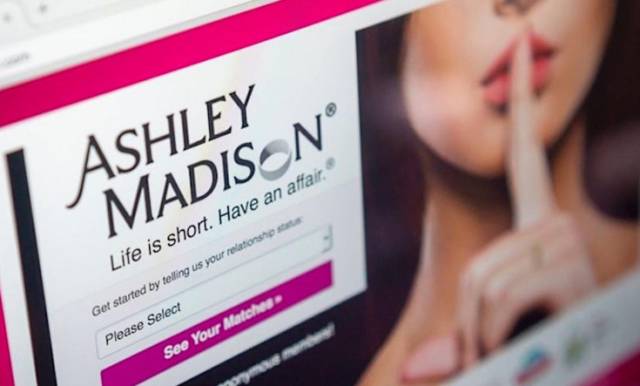 ASHLEY
MADISON®
Life is short. Have an affair.®
Get started by telling us your relationship status:
Please Select
See Your Matches »
anonymous members!